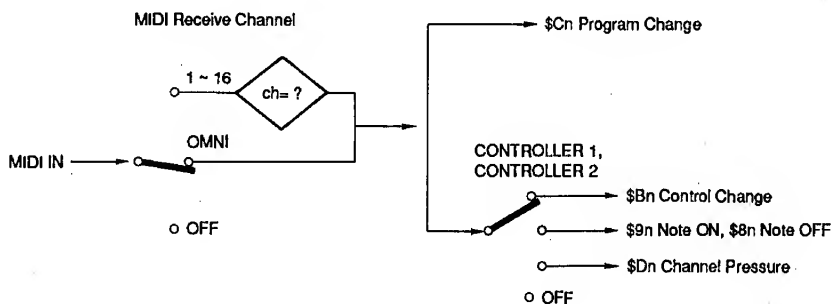 MIDI Receive Channel
$Cn Program Change
1 ~ 16
ch= ?
OMNI
MIDI IN
CONTROLLER 1,
CONTROLLER 2
$Bn Control Change
OFF
$9n Note ON, $8n Note OFF
$Dn Channel Pressure
OFF